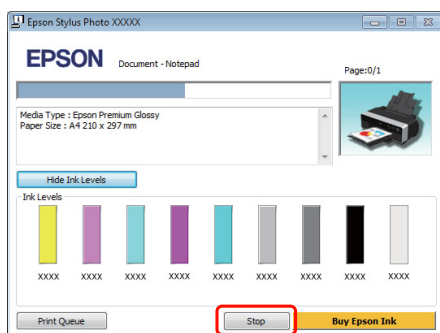 Epson Stylus Photo XXXXX
EPSON Document - Notepad
Page:0/1
Media Type : Epson Premium Glossy
Paper Size : A4 210 x 297 mm
Hide Ink Levels
Ink Levels
XXXX XXXX XXXX XXXX XXXX XXXX XXXX XXXX XXXX
Print Queue Stop Buy Epson Ink